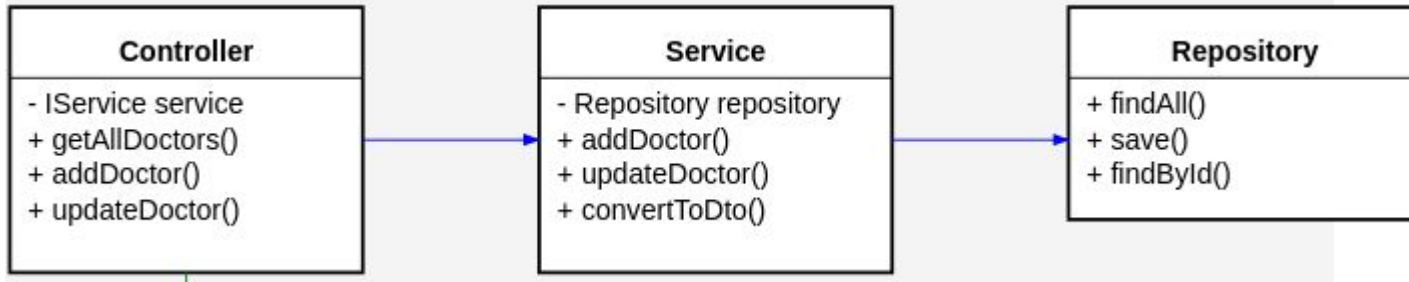 Controller
- IService service
+ getAllDoctors()
+ addDoctor()
+ updateDoctor()
Service
- Repository repository
+ addDoctor()
+ updateDoctor()
+ convertToDto()
Repository
+ findAll()
+ save()
+ findById()